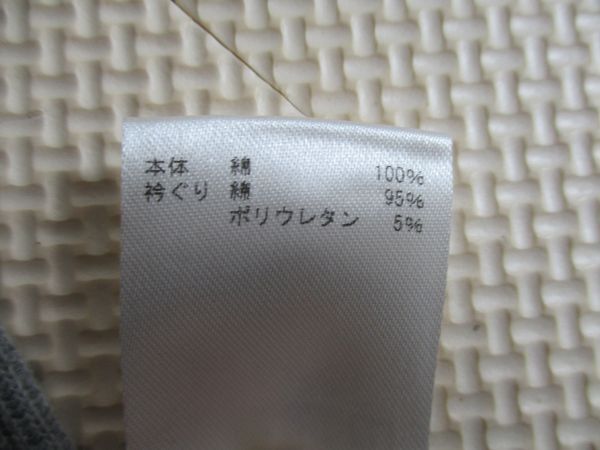 本体 綿 100%
衿ぐり 綿 95%
ポリウレタン 5%